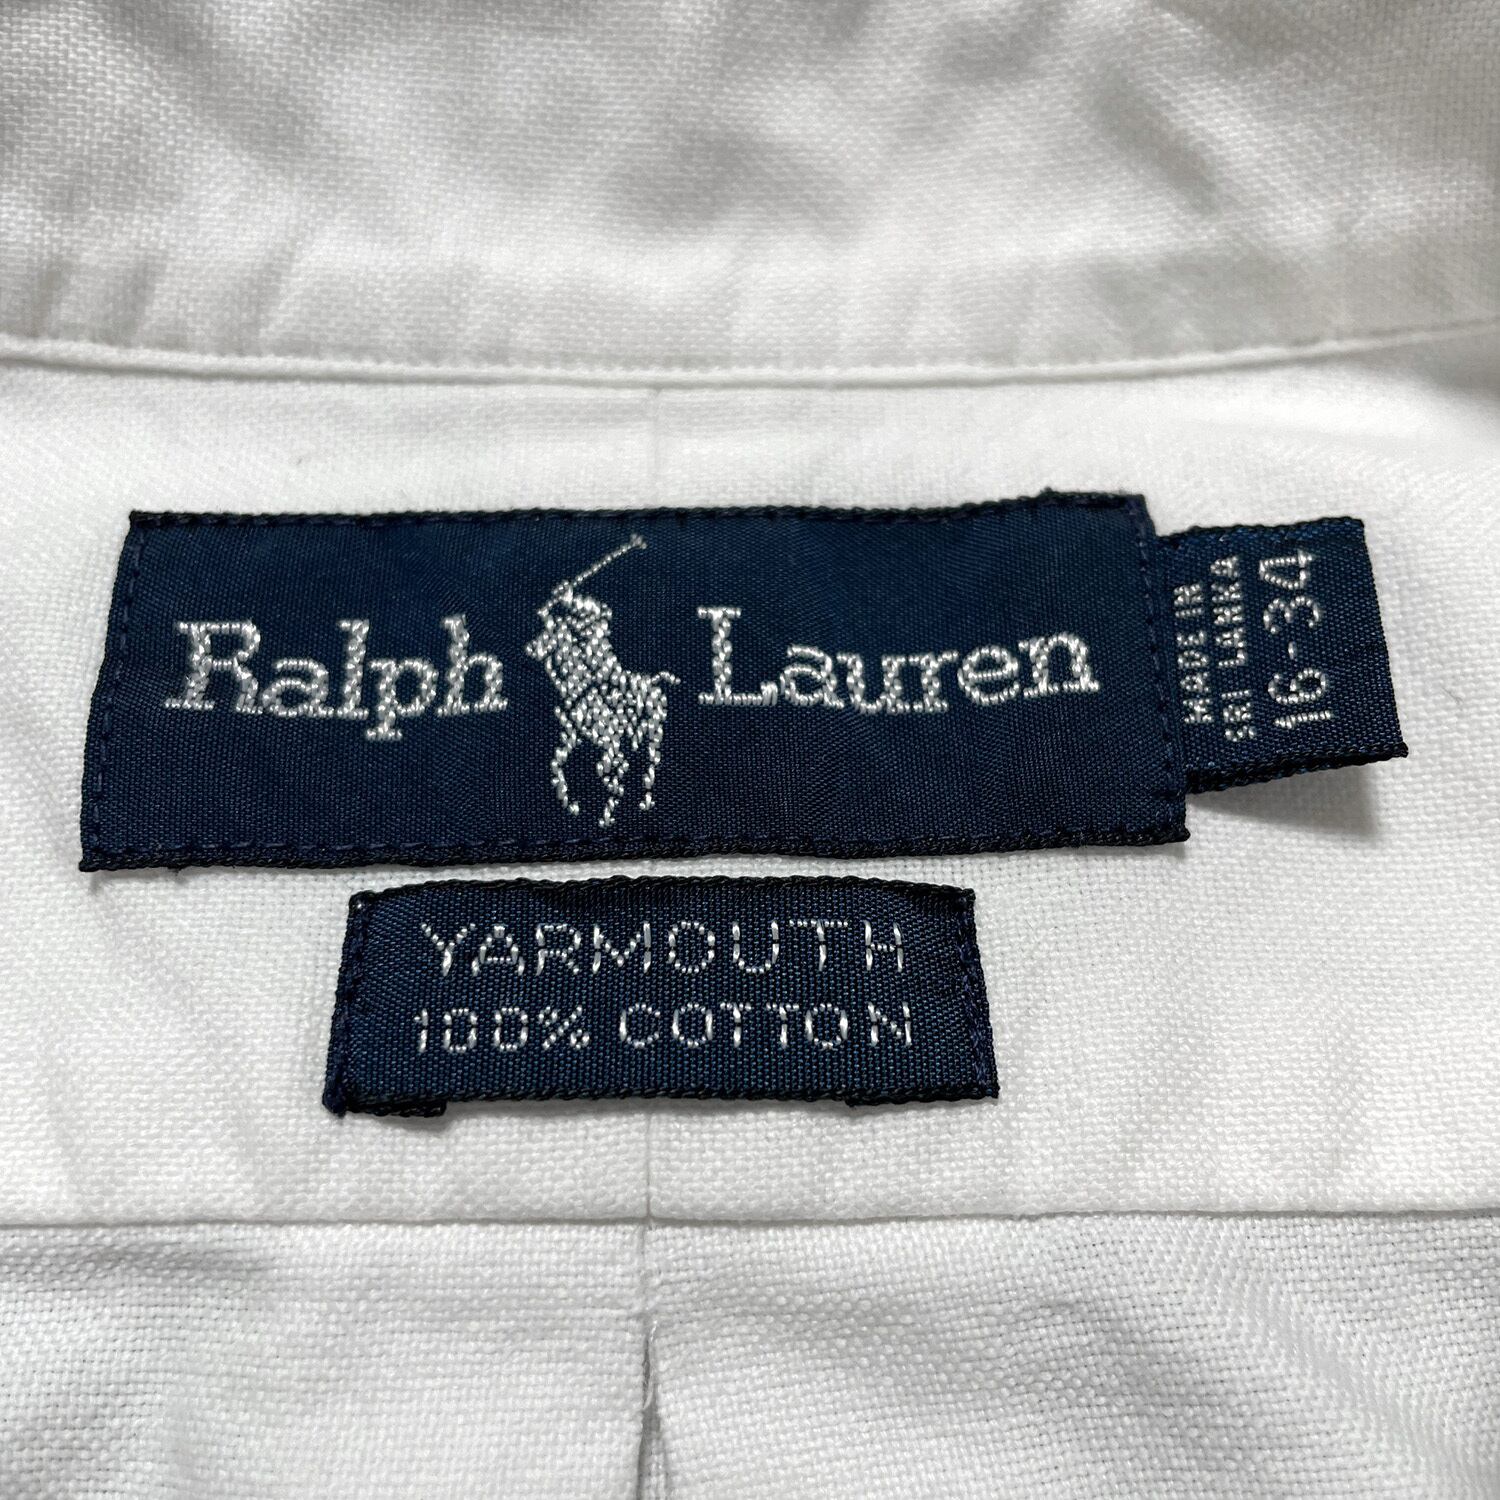 Ralph Lauren
MADE IN
SRI LANKA
16-34
YARMOUTH
100% COTTON